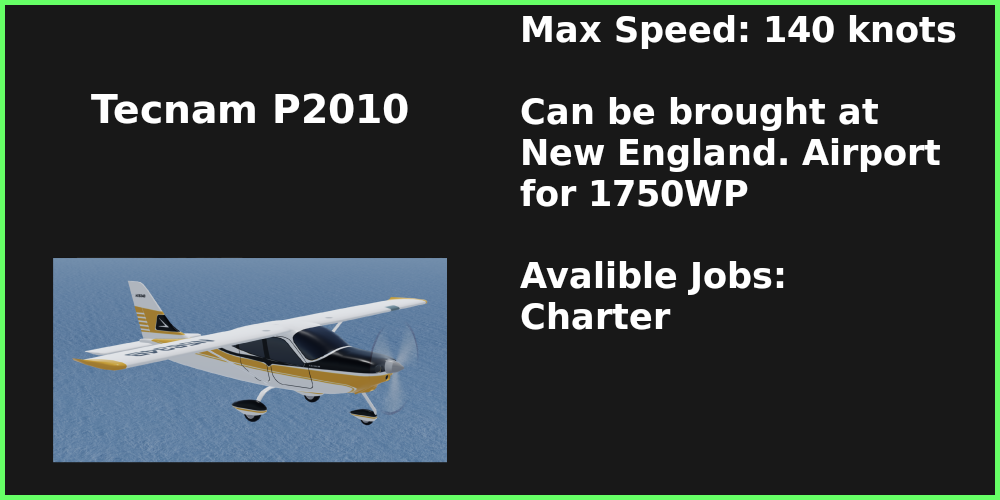 Max Speed: 140 knots
Tecnam P2010
Can be brought at
New England. Airport
for 1750WP
Avalible Jobs:
Charter